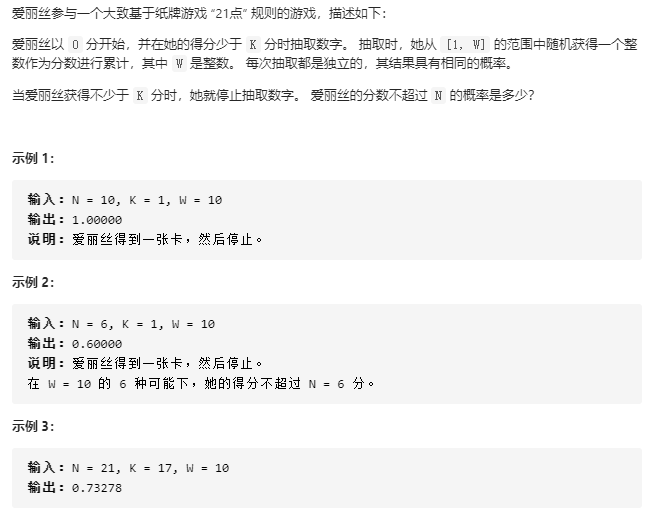 爱丽丝参与一个大致基于纸牌游戏 “21点” 规则的游戏，描述如下：
爱丽丝以 0 分开始，并在她的得分少于 K 分时抽取数字。 抽取时，她从 [1, W] 的范围中随机获得一个整
数作为分数进行累计，其中 W 是整数。 每次抽取都是独立的，其结果具有相同的概率。
当爱丽丝获得不少于 K 分时，她就停止抽取数字。 爱丽丝的分数不超过 N 的概率是多少？
示例 1：
输入：N = 10, K = 1, W = 10
输出：1.00000
说明：爱丽丝得到一张卡，然后停止。
示例 2：
输入：N = 6, K = 1, W = 10
输出：0.60000
说明：爱丽丝得到一张卡，然后停止。
在 W = 10 的 6 种可能下，她的得分不超过 N = 6 分。
示例 3：
输入：N = 21, K = 17, W = 10
输出：0.73278